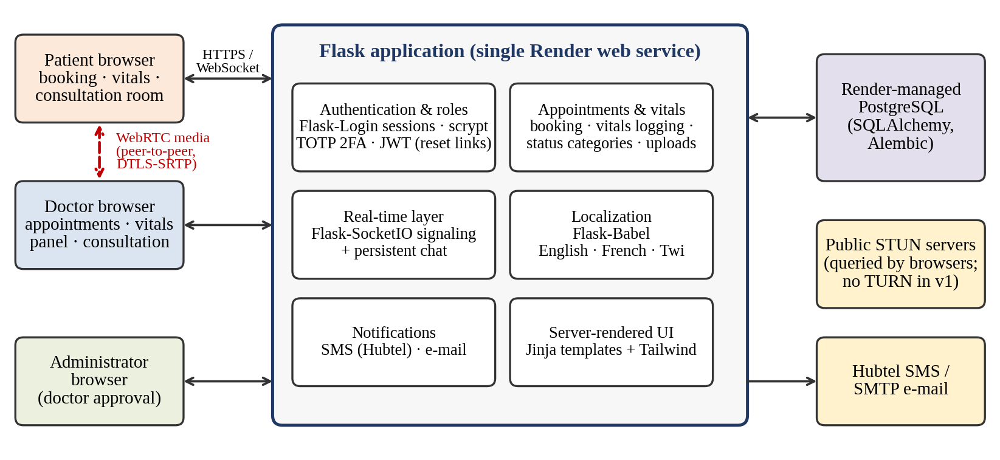 Patient browser
booking · vitals ·
consultation room
HTTPS /
WebSocket
WebRTC media
(peer-to-peer,
DTLS-SRTP)
Doctor browser
appointments · vitals
panel · consultation
Administrator
browser
(doctor approval)
Flask application (single Render web service)
Authentication & roles
Flask-Login sessions · scrypt
TOTP 2FA · JWT (reset links)
Appointments & vitals
booking · vitals logging ·
status categories · uploads
Real-time layer
Flask-SocketIO signaling
+ persistent chat
Localization
Flask-Babel
English · French · Twi
Notifications
SMS (Hubtel) · e-mail
Server-rendered UI
Jinja templates + Tailwind
Render-managed
PostgreSQL
(SQLAlchemy,
Alembic)
Public STUN servers
(queried by browsers;
no TURN in v1)
Hubtel SMS /
SMTP e-mail